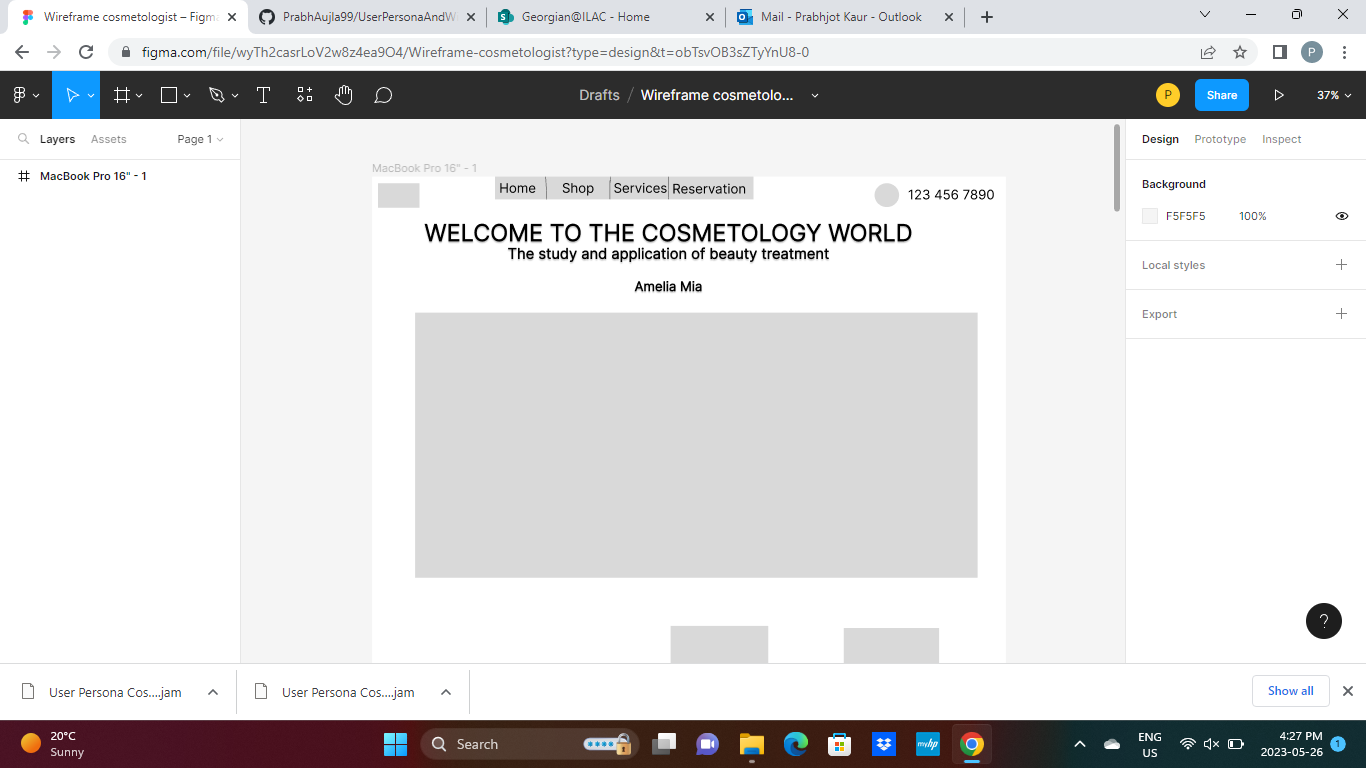 Wireframe cosmetologist – Figma
PrabhAujla99/UserPersonaAndW
Georgian@ILAC - Home
Mail - Prabhjot Kaur - Outlook
figma.com/file/wyTh2casrLoV2w8z4ea9O4/Wireframe-cosmetologist?type=design&t=obTsvOB3sZTyYnU8-0
P
Drafts / Wireframe cosmetolo...
P
Share
37%
Layers Assets Page 1
Design Prototype Inspect
MacBook Pro 16" - 1
MacBook Pro 16" - 1
Background
F5F5F5 100%
Local styles
Export
Home Shop Services Reservation
123 456 7890
WELCOME TO THE COSMETOLOGY WORLD
The study and application of beauty treatment
Amelia Mia
?
User Persona Cos....jam
User Persona Cos....jam
Show all
20°C
Sunny
Search
myhp
ENG
US
4:27 PM
2023-05-26
1